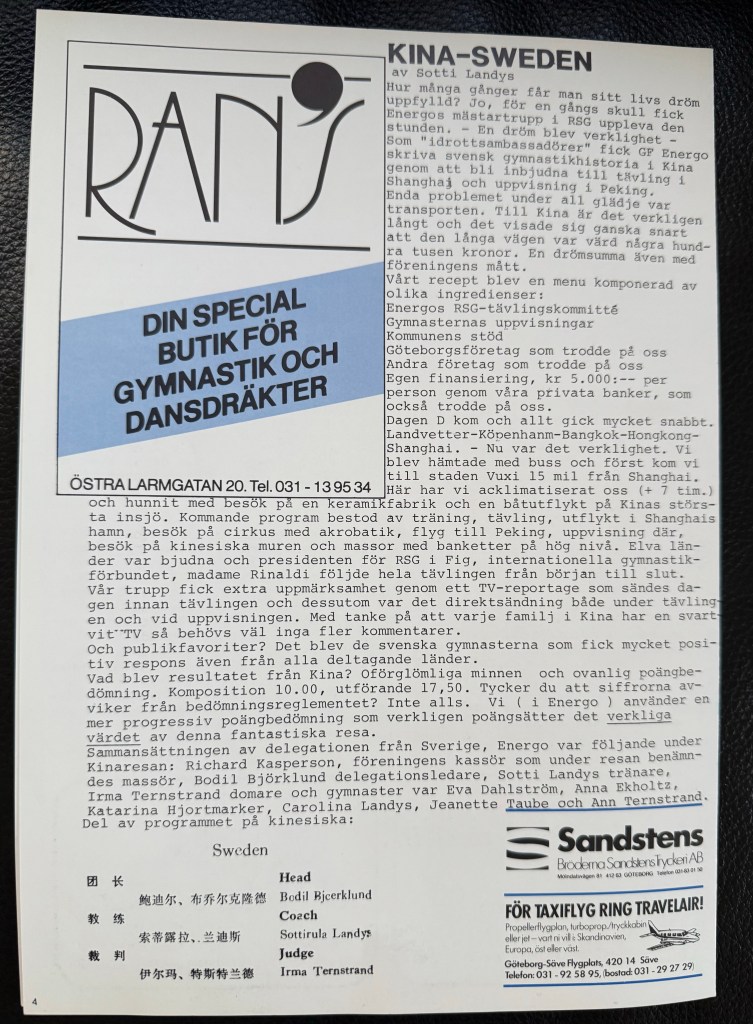 RAN'S
DIN SPECIAL
BUTIK FÖR
GYMNASTIK OCH
DANSDRÄKTER
ÖSTRA LARMGATAN 20. Tel. 031 - 13 95 34
KINA-SWEDEN
av Sotti Landys
Hur många gånger får man sitt livs dröm
uppfylld? Jo, för en gångs skull fick
Energos mästartrupp i RSG uppleva den
stunden. - En dröm blev verklighet -
Som "idrottsambassadörer" fick GF Energo
skriva svensk gymnastikhistoria i Kina
genom att bli inbjudna till tävling i
Shanghai och uppvisning i Peking.
Enda problemet under all glädje var
transporten. Till Kina är det verkligen
långt och det visade sig ganska snart
att den långa vägen var värd några hund-
ra tusen kronor. En drömsumma även med
föreningens mått.
Vårt recept blev en menu komponerad av
olika ingredienser:
Energos RSG-tävlingskommitté
Gymnasternas uppvisningar
Kommunens stöd
Göteborgsföretag som trodde på oss
Andra företag som trodde på oss
Egen finansiering, kr 5.000:-- per
person genom våra privata banker, som
också trodde på oss.
Dagen D kom och allt gick mycket snabbt.
Landvetter-Köpenhanm-Bangkok-Hongkong-
Shanghai. - Nu var det verklighet. Vi
blev hämtade med buss och först kom vi
till staden Vuxi 15 mil från Shanghai.
Här har vi acklimatiserat oss (+ 7 tim.)
och hunnit med besök på en keramikfabrik och en båtutflykt på Kinas störs-
ta insjö. Kommande program bestod av träning, tävling, utflykt i Shanghais
hamn, besök på cirkus med akrobatik, flyg till Peking, uppvisning där,
besök på kinesiska muren och massor med banketter på hög nivå. Elva län-
der var bjudna och presidenten för RSG i Fig, internationella gymnastik-
förbundet, madame Rinaldi följde hela tävlingen från början till slut.
Vår trupp fick extra uppmärksamhet genom ett TV-reportage som sändes da-
gen innan tävlingen och dessutom var det direktsändning både under tävling-
en och vid uppvisningen. Med tanke på att varje familj i Kina har en svart-
vit TV så behövs väl inga fler kommentarer.
Och publikfavoriter? Det blev de svenska gymnasterna som fick mycket posi-
tiv respons även från alla deltagande länder.
Vad blev resultatet från Kina? Oförglömliga minnen och ovanlig poängbe-
dömning. Komposition 10.00, utförande 17,50. Tycker du att siffrorna av-
viker från bedömningsreglementet? Inte alls. Vi ( i Energo ) använder en
mer progressiv poängbedömning som verkligen poängsätter det verkliga
värdet av denna fantastiska resa.
Sammansättningen av delegationen från Sverige, Energo var följande under
Kinaresan: Richard Kasperson, föreningens kassör som under resan benämn-
des massör, Bodil Björklund delegationsledare, Sotti Landys tränare,
Irma Ternstrand domare och gymnaster var Eva Dahlström, Anna Ekholtz,
Katarina Hjortmarker, Carolina Landys, Jeanette Taube och Ann Ternstrand.
Del av programmet på kinesiska:
Sweden
团 长 Head
鲍迪尔、布乔尔克隆德 Bodil Bjcerklund
教 练 Coach
索蒂露拉、兰迪斯 Sottirula Landys
裁 判 Judge
伊尔玛、特斯特兰德 Irma Ternstrand
Sandstens
Bröderna Sandstens Tryckeri AB
Mölndalsvägen 81 412 63 GÖTEBORG Telefon
FÖR TAXIFLYG RING TRAVELAIR!
Propellerflygplan, turboprop./tryckkabin
eller jet – vart ni vill i Skandinavien,
Europa, öst eller väst.
Göteborg-Säve Flygplats, 420 14 Säve
Telefon: 031 - 92 58 95, (bostad: 031 - 29 27 29)
4